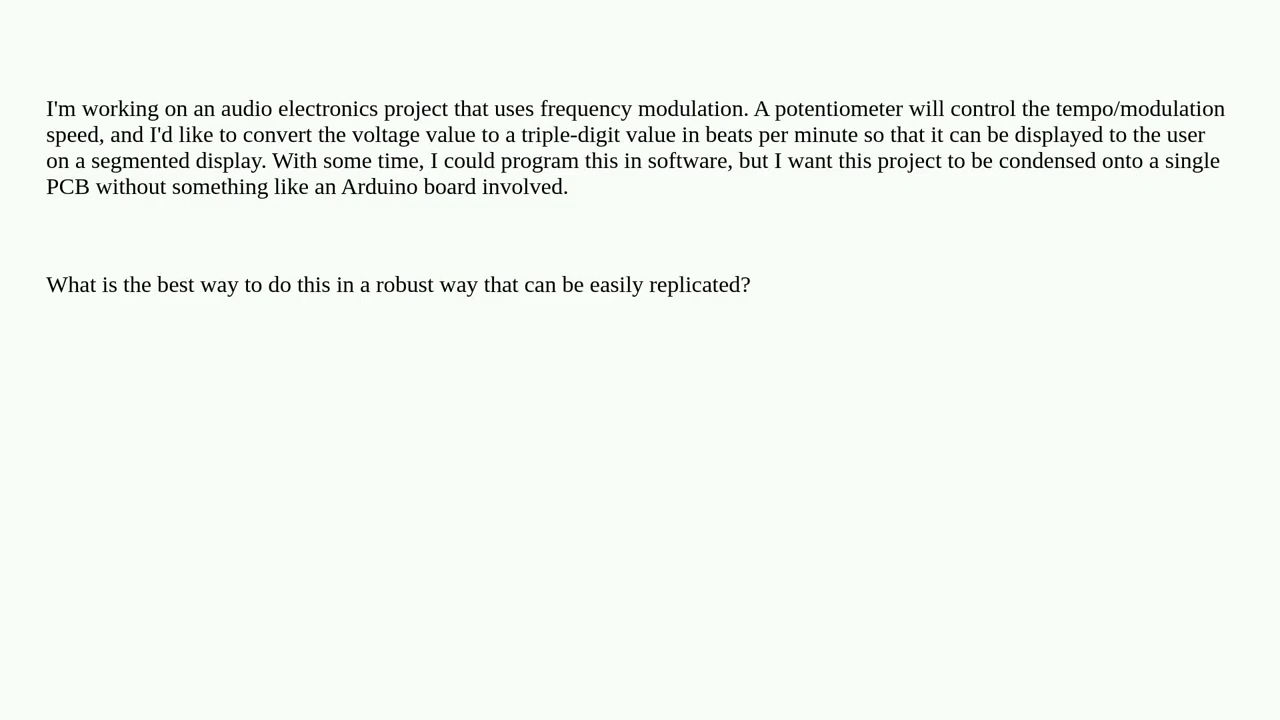 I'm working on an audio electronics project that uses frequency modulation. A potentiometer will control the tempo/modulation
speed, and I'd like to convert the voltage value to a triple-digit value in beats per minute so that it can be displayed to the user
on a segmented display. With some time, I could program this in software, but I want this project to be condensed onto a single
PCB without something like an Arduino board involved.
What is the best way to do this in a robust way that can be easily replicated?